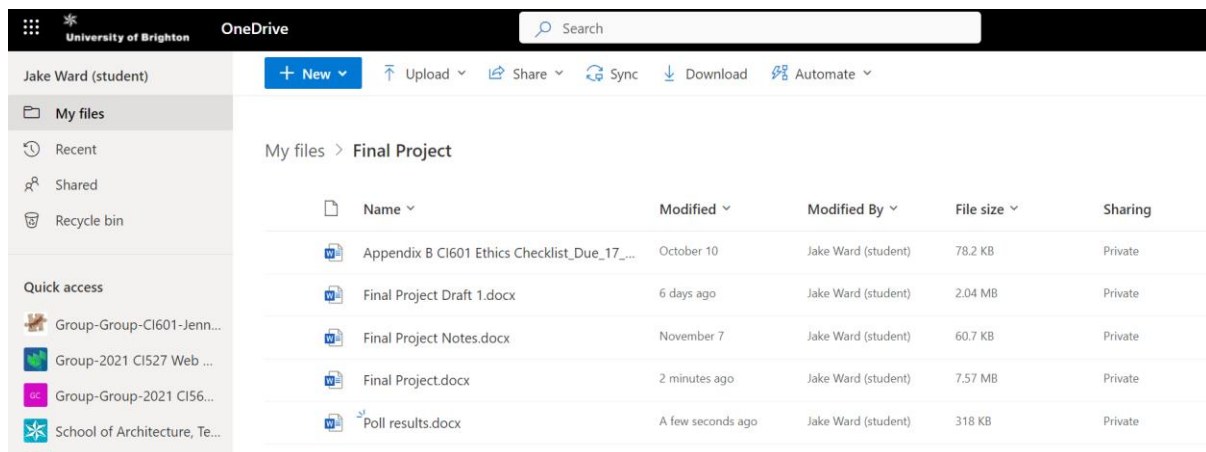 University of Brighton OneDrive Search
Jake Ward (student)
My files
Recent
Shared
Recycle bin
Quick access
Group-Group-CI601-Jenn...
Group-2021 CI527 Web ...
GC Group-Group-2021 CI56...
School of Architecture, Te...
+ New Upload Share Sync Download Automate
My files > Final Project
Name Modified Modified By File size Sharing
Appendix B CI601 Ethics Checklist_Due_17_... October 10 Jake Ward (student) 78.2 KB Private
Final Project Draft 1.docx 6 days ago Jake Ward (student) 2.04 MB Private
Final Project Notes.docx November 7 Jake Ward (student) 60.7 KB Private
Final Project.docx 2 minutes ago Jake Ward (student) 7.57 MB Private
Poll results.docx A few seconds ago Jake Ward (student) 318 KB Private